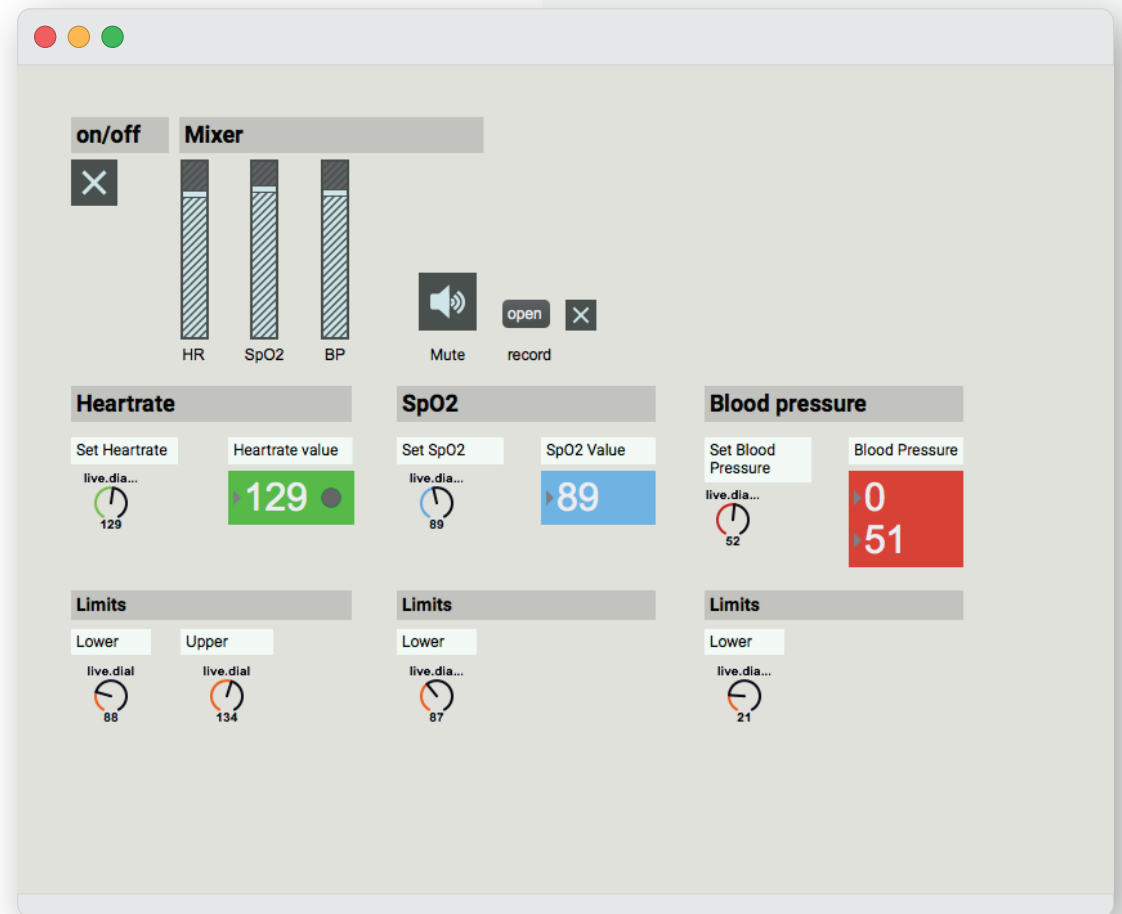 on/off
Mixer
HR
SpO2
BP
Mute
open
record
Heartrate
SpO2
Blood pressure
Set Heartrate
Heartrate value
Set SpO2
SpO2 Value
Set Blood
Pressure
Blood Pressure
live.dia...
129
129
live.dia...
89
89
live.dia...
52
0
51
Limits
Limits
Limits
Lower
Upper
Lower
Lower
live.dial
88
live.dial
134
live.dia...
87
live.dia...
21